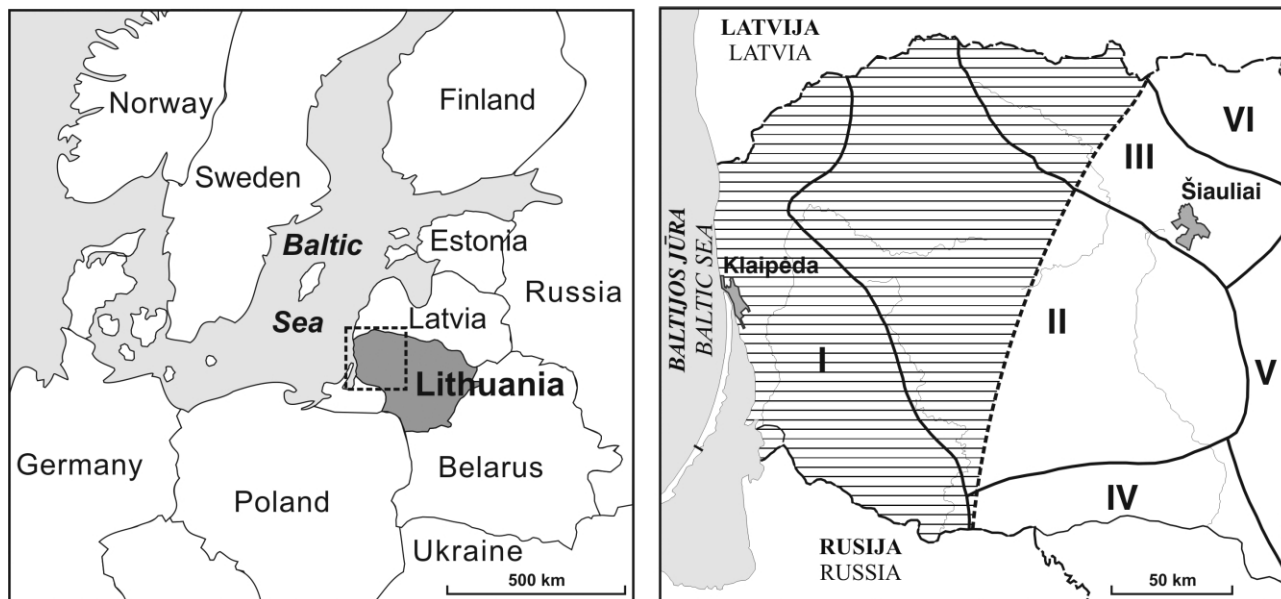 Norway
Finland
Sweden
Baltic
Sea
Estonia
Russia
Latvia
Lithuania
Germany
Poland
Belarus
Ukraine
500 km
LATVIJA
LATVIA
VI
III
Šiauliai
BALTIJOS JŪRA
BALTIC SEA
Klaipėda
II
I
V
IV
RUSIJA
RUSSIA
50 km